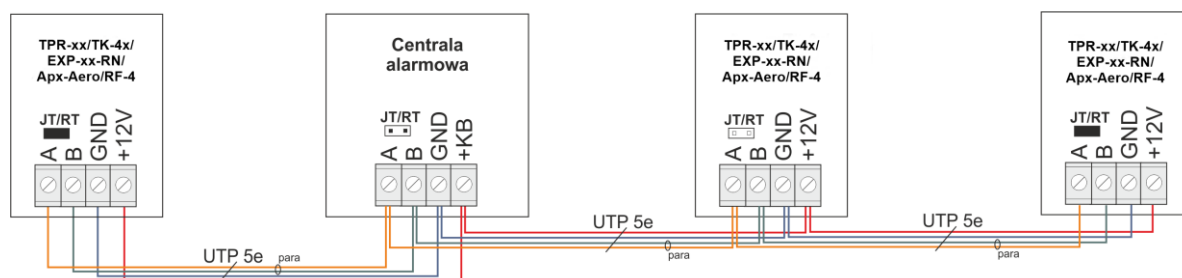 TPR-xx/TK-4x/
EXP-xx-RN/
Apx-Aero/RF-4
JT/RT
A
B
GND
+12V
Centrala
alarmowa
JT/RT
A
B
GND
+KB
TPR-xx/TK-4x/
EXP-xx-RN/
Apx-Aero/RF-4
JT/RT
A
B
GND
+12V
TPR-xx/TK-4x/
EXP-xx-RN/
Apx-Aero/RF-4
JT/RT
A
B
GND
+12V
UTP 5e
para
UTP 5e
para
UTP 5e
para